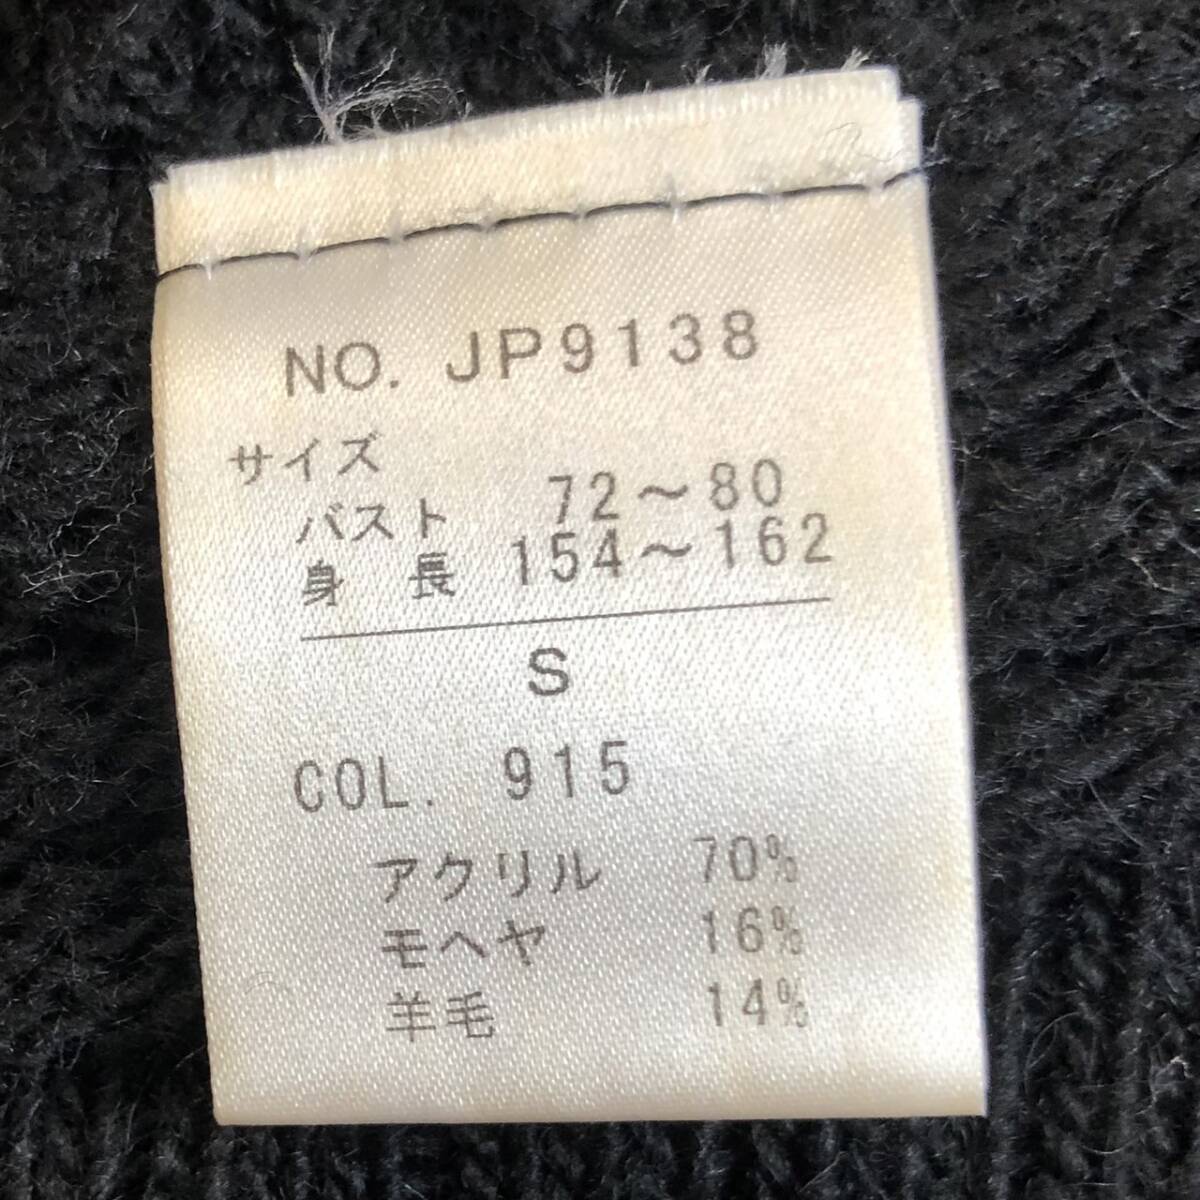 NO. JP9138
サイズ
バスト 72～80
身長 154～162
S
COL. 915
アクリル 70%
モヘヤ 16%
羊毛 14%